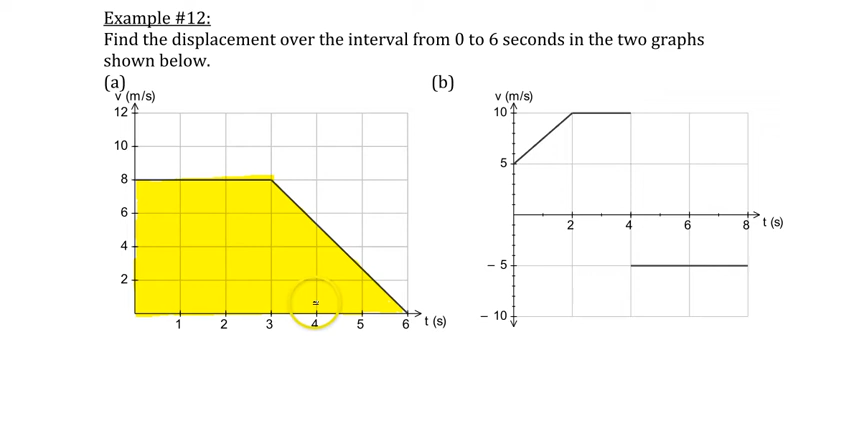 Example #12:
Find the displacement over the interval from 0 to 6 seconds in the two graphs
shown below.
(a)
(b)
v (m/s)
12
10
8
6
4
2
1
2
3
4
5
6
t (s)
v (m/s)
10
5
2
4
6
8
t (s)
– 5
– 10